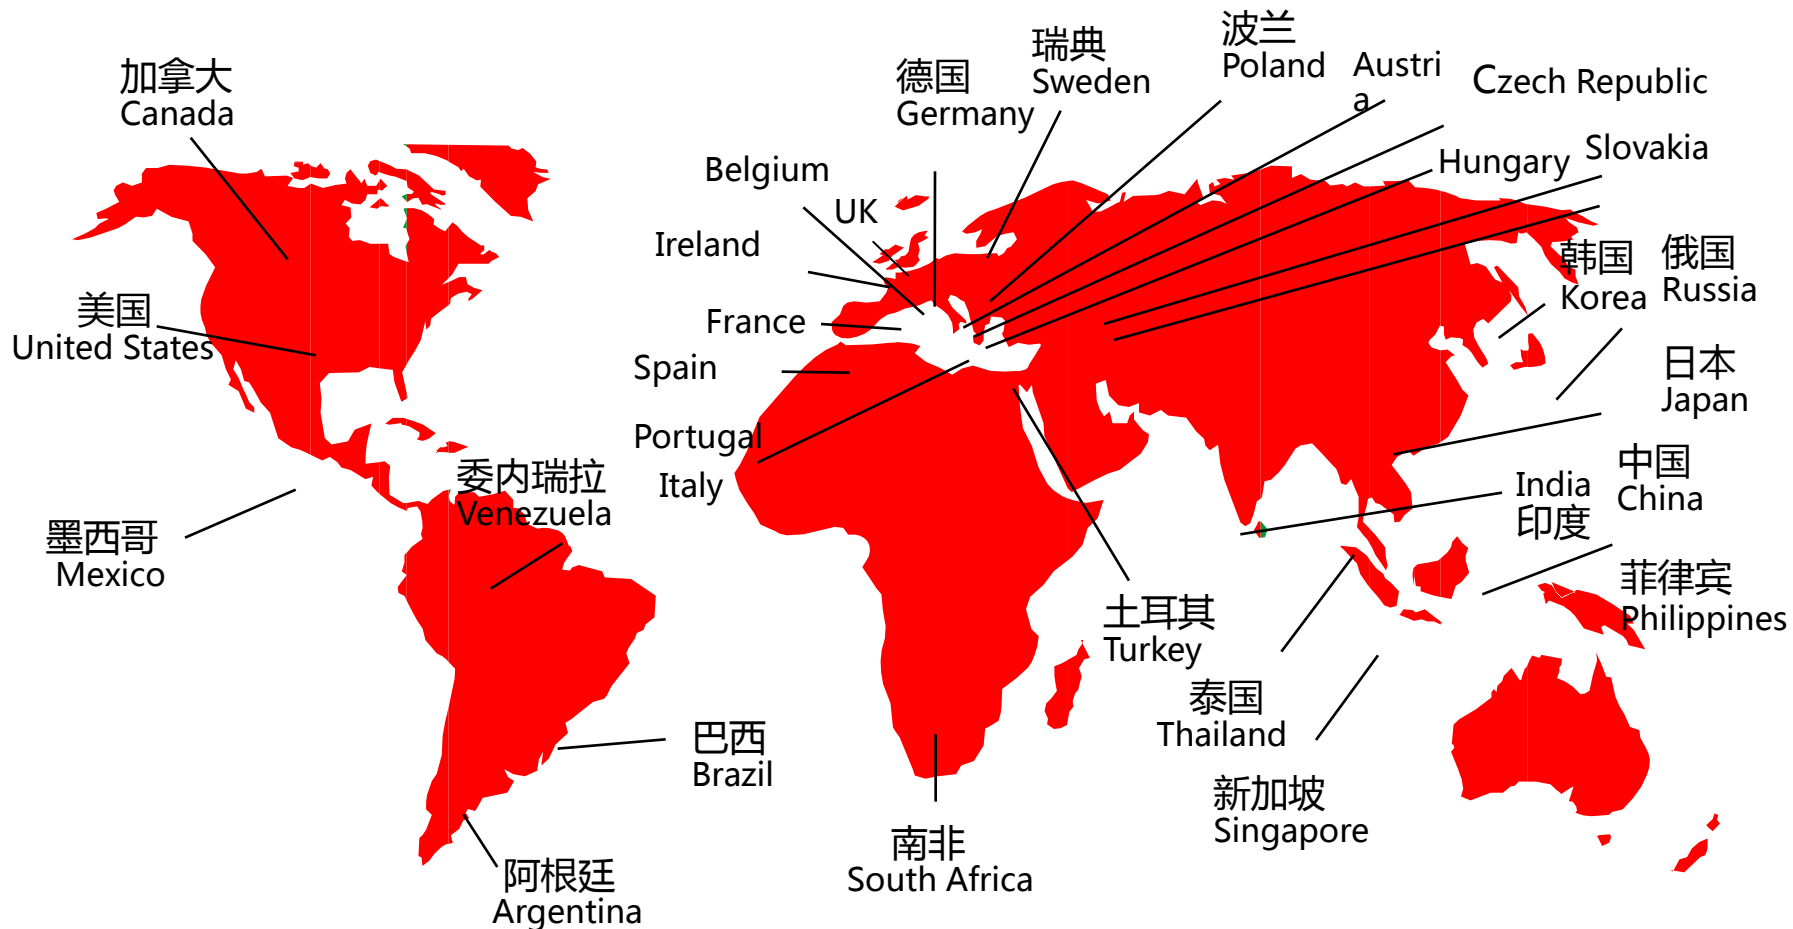 加拿大
Canada
美国
United States
墨西哥
Mexico
委内瑞拉
Venezuela
巴西
Brazil
阿根廷
Argentina
德国
Germany
瑞典
Sweden
波兰
Poland
Austri
a
Czech Republic
Belgium
UK
Ireland
France
Spain
Portugal
Italy
Hungary
Slovakia
韩国
Korea
俄国
Russia
日本
Japan
中国
China
India
印度
菲律宾
Philippines
土耳其
Turkey
泰国
Thailand
新加坡
Singapore
南非
South Africa